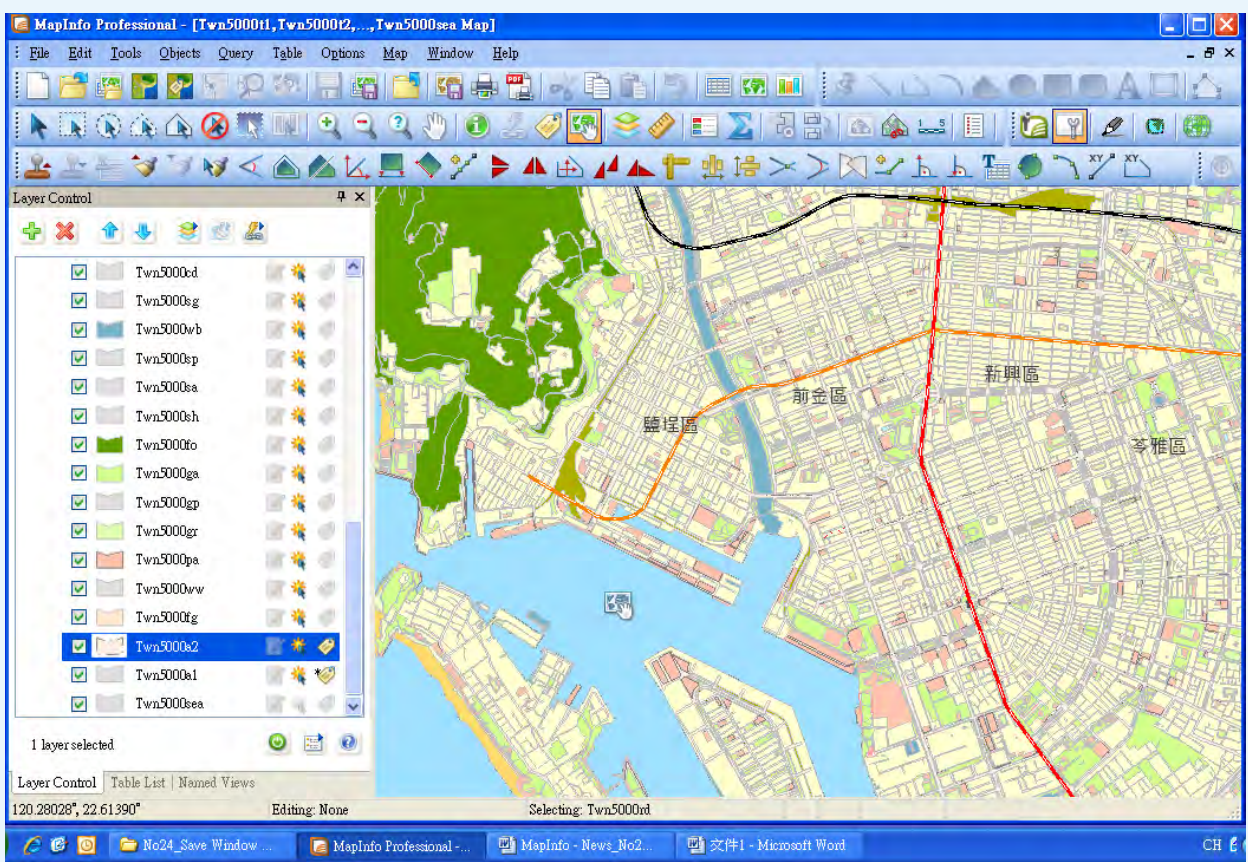 MapInfo Professional - [Twn5000t1,Twn5000t2,...,Twn5000sea Map]
File Edit Tools Objects Query Table Options Map Window Help
Layer Control
Twn5000cd
Twn5000sg
Twn5000wb
Twn5000sp
Twn5000sa
Twn5000sh
Twn5000fo
Twn5000ga
Twn5000gp
Twn5000gr
Twn5000pa
Twn5000ww
Twn5000fg
Twn5000a2
Twn5000a1
Twn5000sea
1 layer selected
Layer Control Table List Named Views
新興區
前金區
鹽埕區
苓雅區
120.28028°, 22.61390° Editing: None Selecting: Twn5000rd
No24_Save Window ... MapInfo Professional -... MapInfo - News_No2... 文件1 - Microsoft Word CH